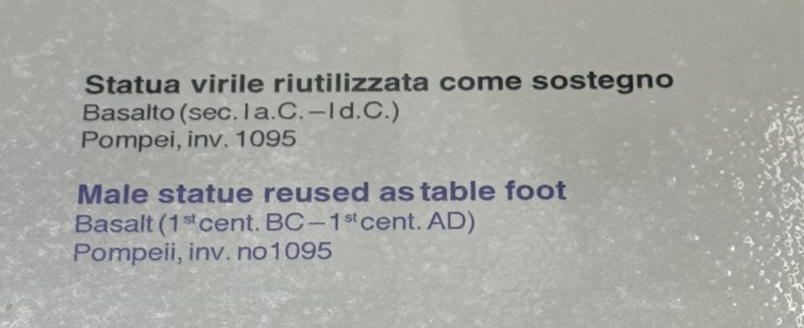 Statua virile riutilizzata come sostegno
Basalto (sec. I a.C. – I d.C.)
Pompei, inv. 1095
Male statue reused as table foot
Basalt (1st cent. BC – 1st cent. AD)
Pompeii, inv. no1095